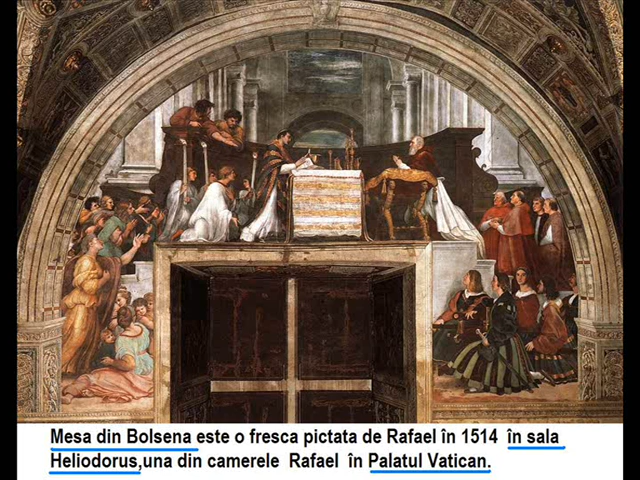 Mesa din Bolsena este o fresca pictata de Rafael în 1514 în sala
Heliodorus,una din camerele Rafael în Palatul Vatican.